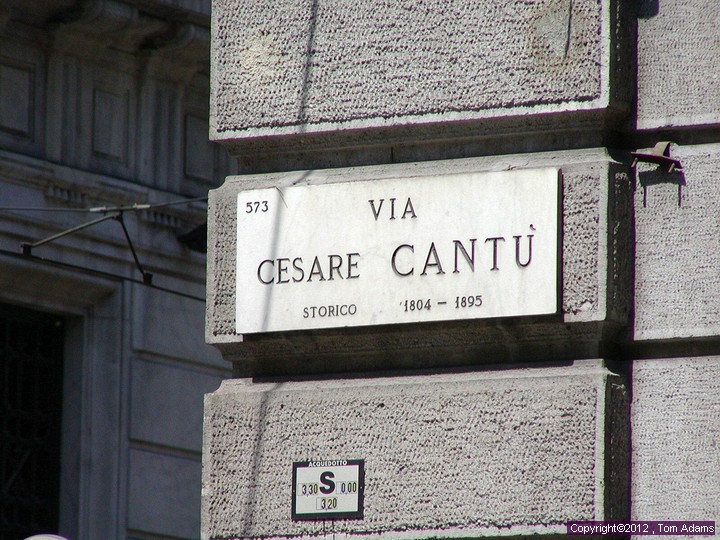 573
VIA
CESARE CANTÙ
STORICO 1804 – 1895
ACQUEDOTTO
S
3,30 0,00
3,20
Copyright©2012 , Tom Adams